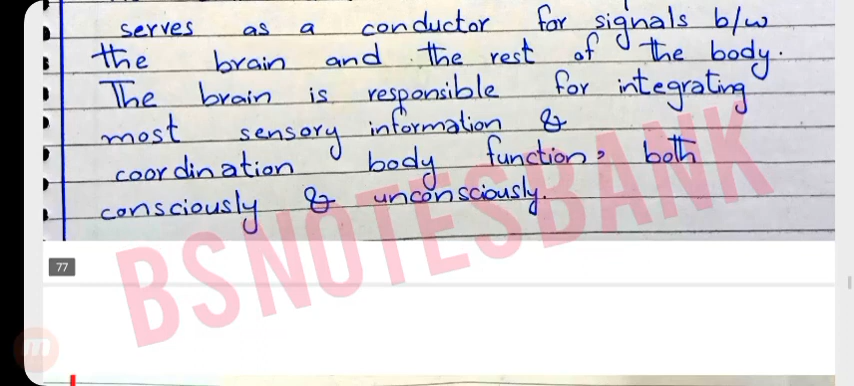 serves as a conductor for signals b/w
the brain and the rest of the body.
The brain is responsible for integrating
most sensory information &
coordination body function, both
consciously & unconsciously.
BSNOTESBANK
77
m